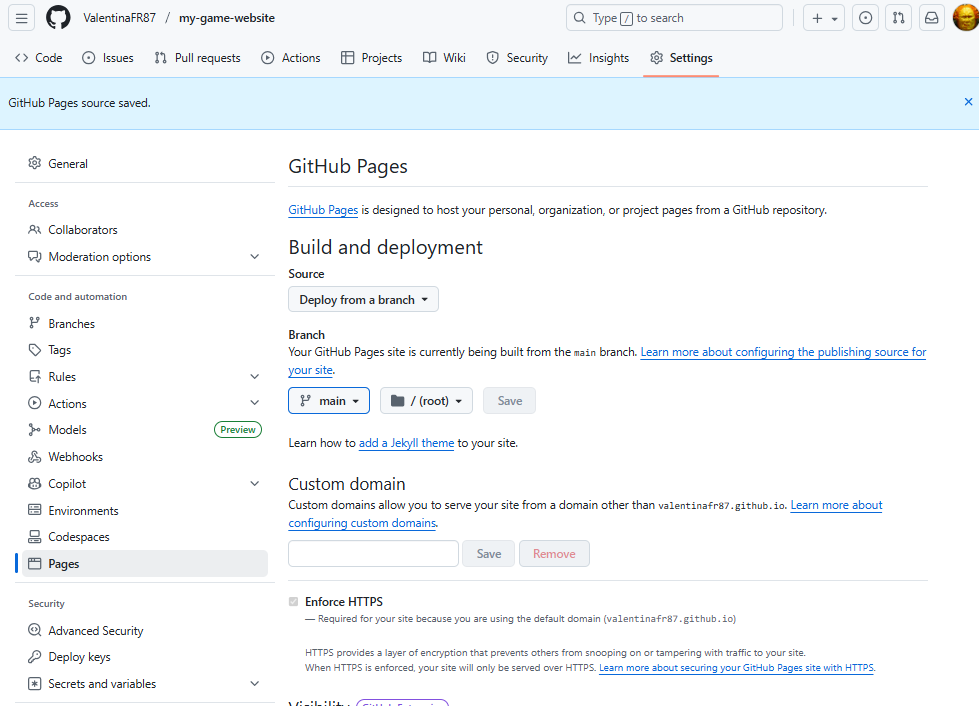 ValentinaFR87 / my-game-website
Type / to search
Code Issues Pull requests Actions Projects Wiki Security Insights Settings
GitHub Pages source saved.
General
Access
Collaborators
Moderation options
Code and automation
Branches
Tags
Rules
Actions
Models Preview
Webhooks
Copilot
Environments
Codespaces
Pages
Security
Advanced Security
Deploy keys
Secrets and variables
GitHub Pages
GitHub Pages is designed to host your personal, organization, or project pages from a GitHub repository.
Build and deployment
Source
Deploy from a branch
Branch
Your GitHub Pages site is currently being built from the main branch. Learn more about configuring the publishing source for
your site.
main / (root) Save
Learn how to add a Jekyll theme to your site.
Custom domain
Custom domains allow you to serve your site from a domain other than valentinafr87.github.io. Learn more about
configuring custom domains.
Save Remove
Enforce HTTPS
— Required for your site because you are using the default domain (valentinafr87.github.io)
HTTPS provides a layer of encryption that prevents others from snooping on or tampering with traffic to your site.
When HTTPS is enforced, your site will only be served over HTTPS. Learn more about securing your GitHub Pages site with HTTPS.
Visibility GitHub Enterprise